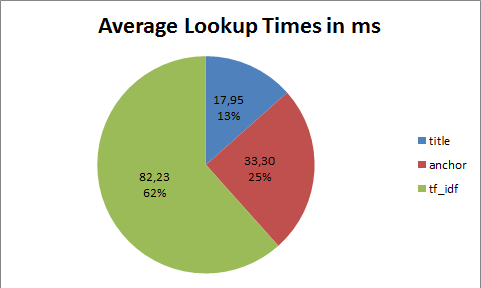 Average Lookup Times in ms
17,95
13%
33,30
25%
82,23
62%
title
anchor
tf_idf